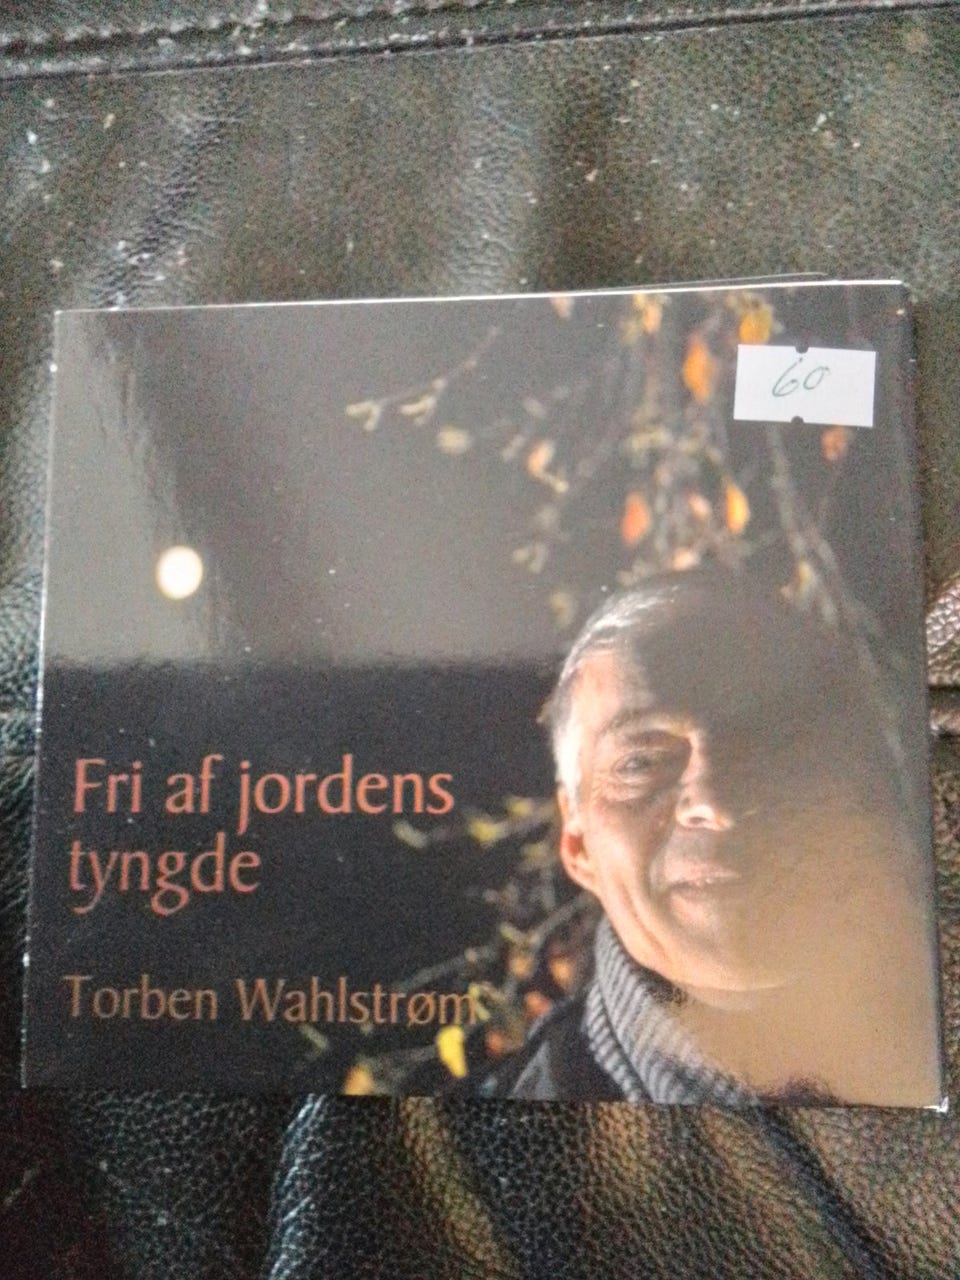 60
Fri af jordens
tyngde
Torben Wahlstrøm